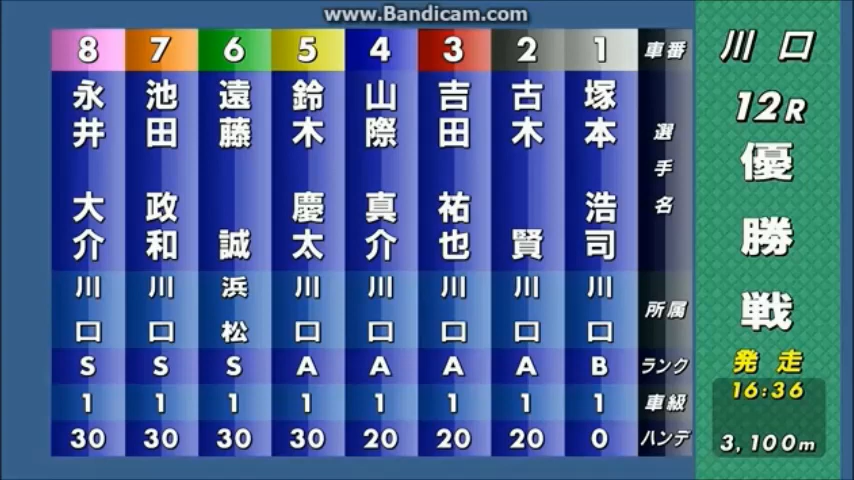 www.Bandicam.com
8 7 6 5 4 3 2 1 車番
永井 大介 池田 政和 遠藤 誠 鈴木 慶太 山際 真介 吉田 祐也 古木 賢 塚本 浩司 選手名
川口 川口 浜松 川口 川口 川口 川口 川口 所属
S S S A A A A B ランク
1 1 1 1 1 1 1 1 車級
30 30 30 30 20 20 20 0 ハンデ
川口
12R
優勝戦
発走
16:36
3,100m